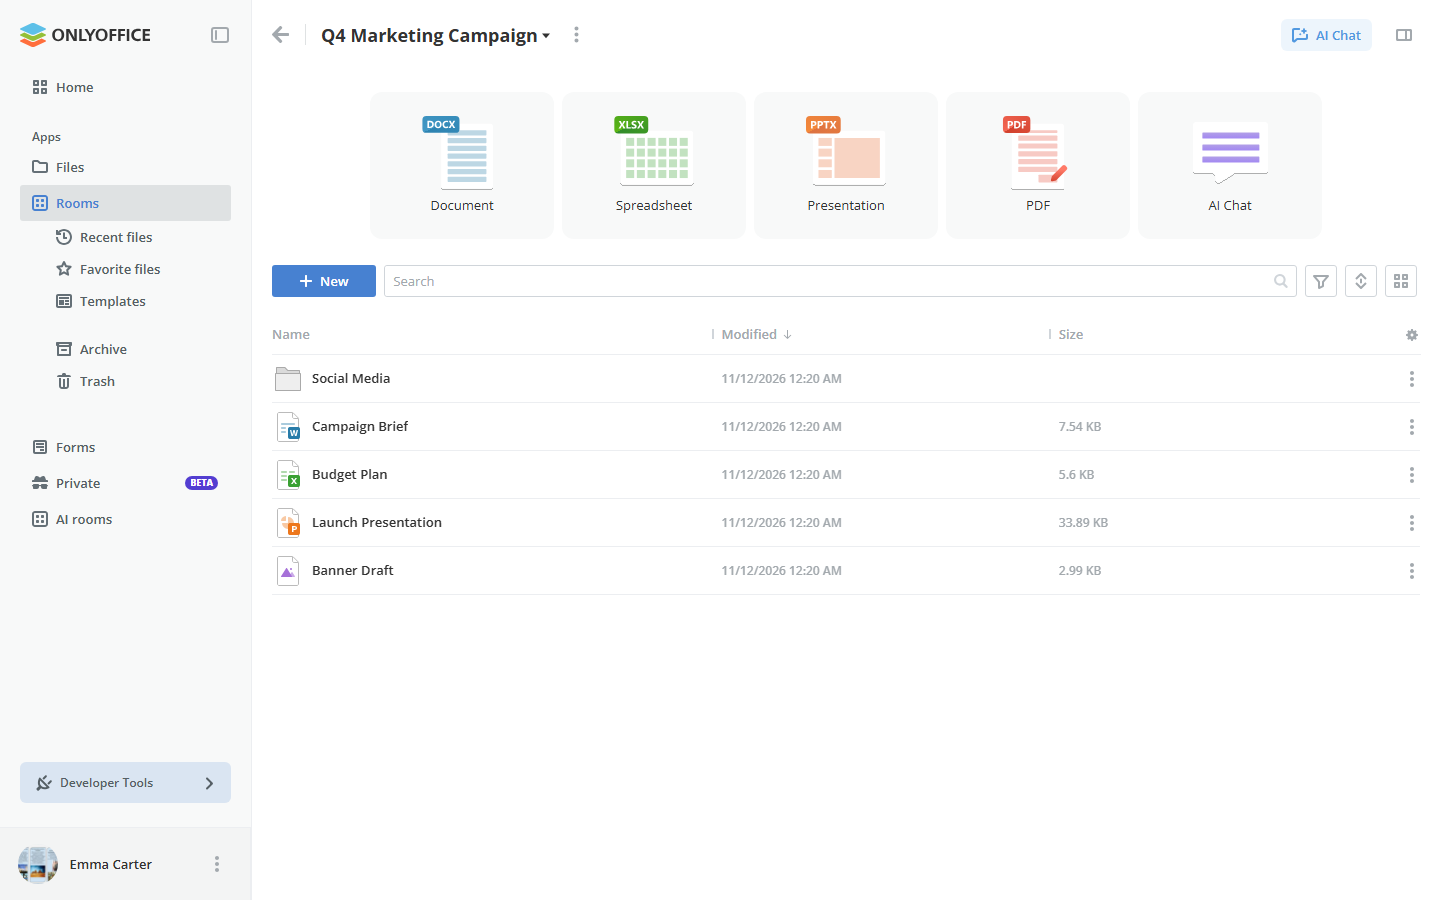 ONLYOFFICE
Home
Apps
Files
Rooms
Recent files
Favorite files
Templates
Archive
Trash
Forms
Private BETA
AI rooms
Developer Tools
Emma Carter
Q4 Marketing Campaign
AI Chat
DOCX
Document
XLSX
Spreadsheet
PPTX
Presentation
PDF
PDF
AI Chat
New
Search
Name Modified Size
Social Media 11/12/2026 12:20 AM
W Campaign Brief 11/12/2026 12:20 AM 7.54 KB
X Budget Plan 11/12/2026 12:20 AM 5.6 KB
P Launch Presentation 11/12/2026 12:20 AM 33.89 KB
Banner Draft 11/12/2026 12:20 AM 2.99 KB